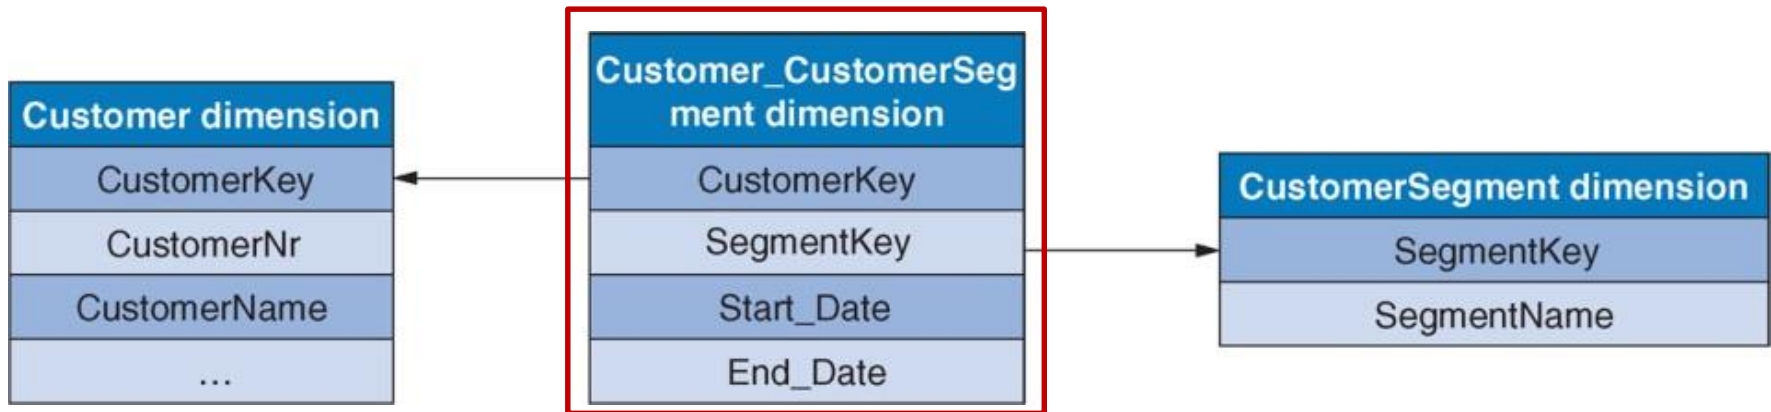 Customer dimension
CustomerKey
CustomerNr
CustomerName
...
Customer_CustomerSeg
ment dimension
CustomerKey
SegmentKey
Start_Date
End_Date
CustomerSegment dimension
SegmentKey
SegmentName